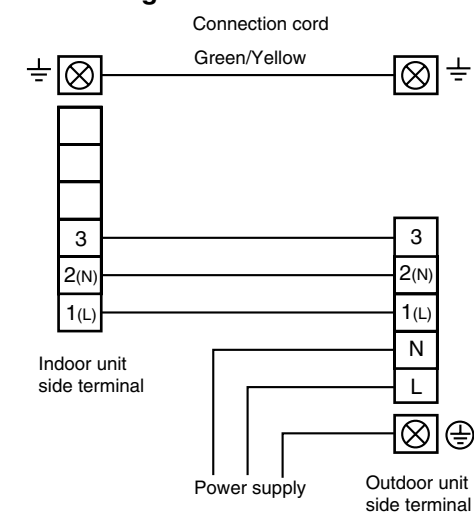 Connection cord
Green/Yellow
3
2(N)
1(L)
3
2(N)
1(L)
N
L
Indoor unit
side terminal
Power supply
Outdoor unit
side terminal